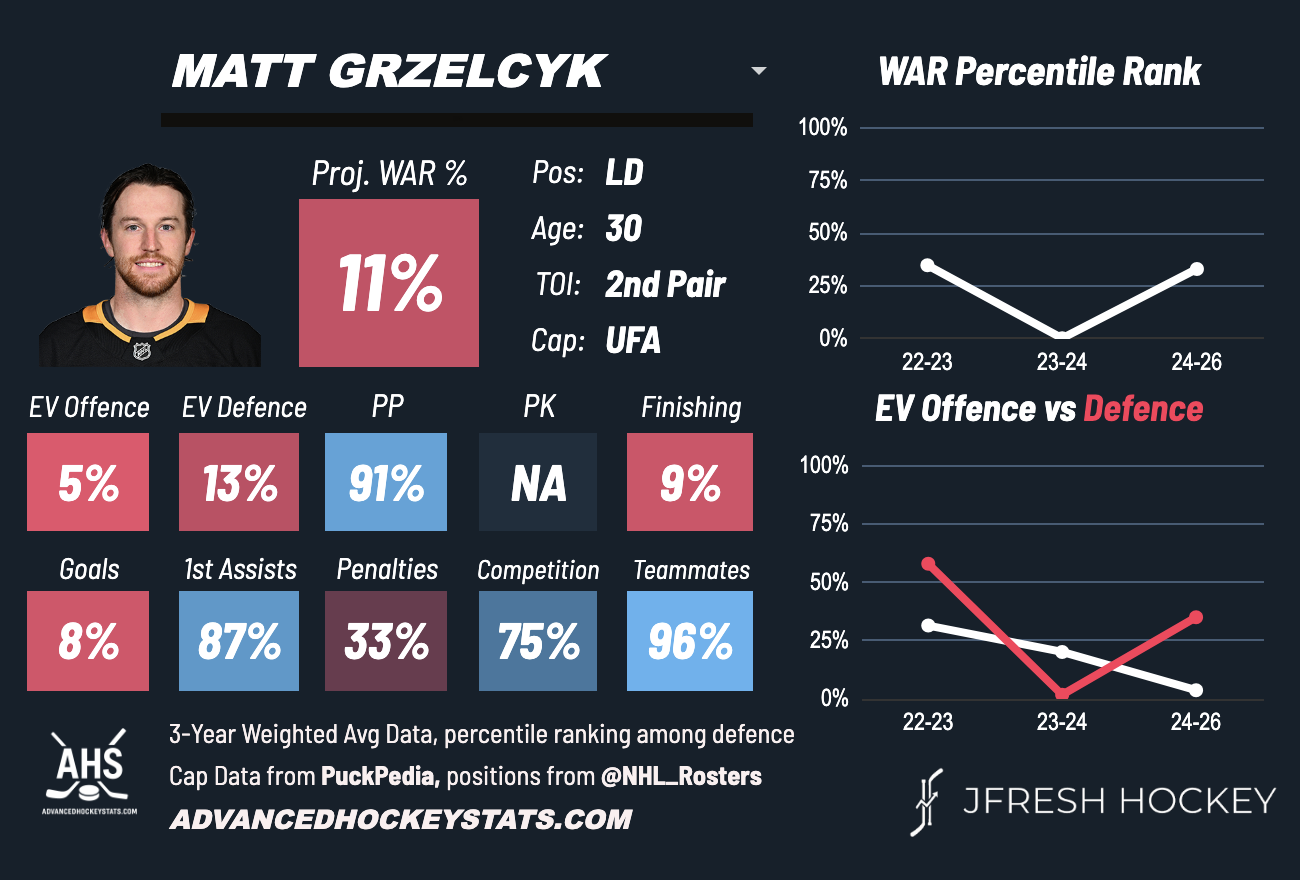 MATT GRZELCYK
Proj. WAR %
11%
Pos: LD
Age: 30
TOI: 2nd Pair
Cap: UFA
EV Offence EV Defence PP PK Finishing
5% 13% 91% NA 9%
Goals 1st Assists Penalties Competition Teammates
8% 87% 33% 75% 96%
AHS
ADVANCEDHOCKEYSTATS.COM
3-Year Weighted Avg Data, percentile ranking among defence
Cap Data from PuckPedia, positions from @NHL_Rosters
ADVANCEDHOCKEYSTATS.COM
WAR Percentile Rank
100%
75%
50%
25%
0%
22-23 23-24 24-26
EV Offence vs Defence
100%
75%
50%
25%
0%
22-23 23-24 24-26
JFRESH HOCKEY